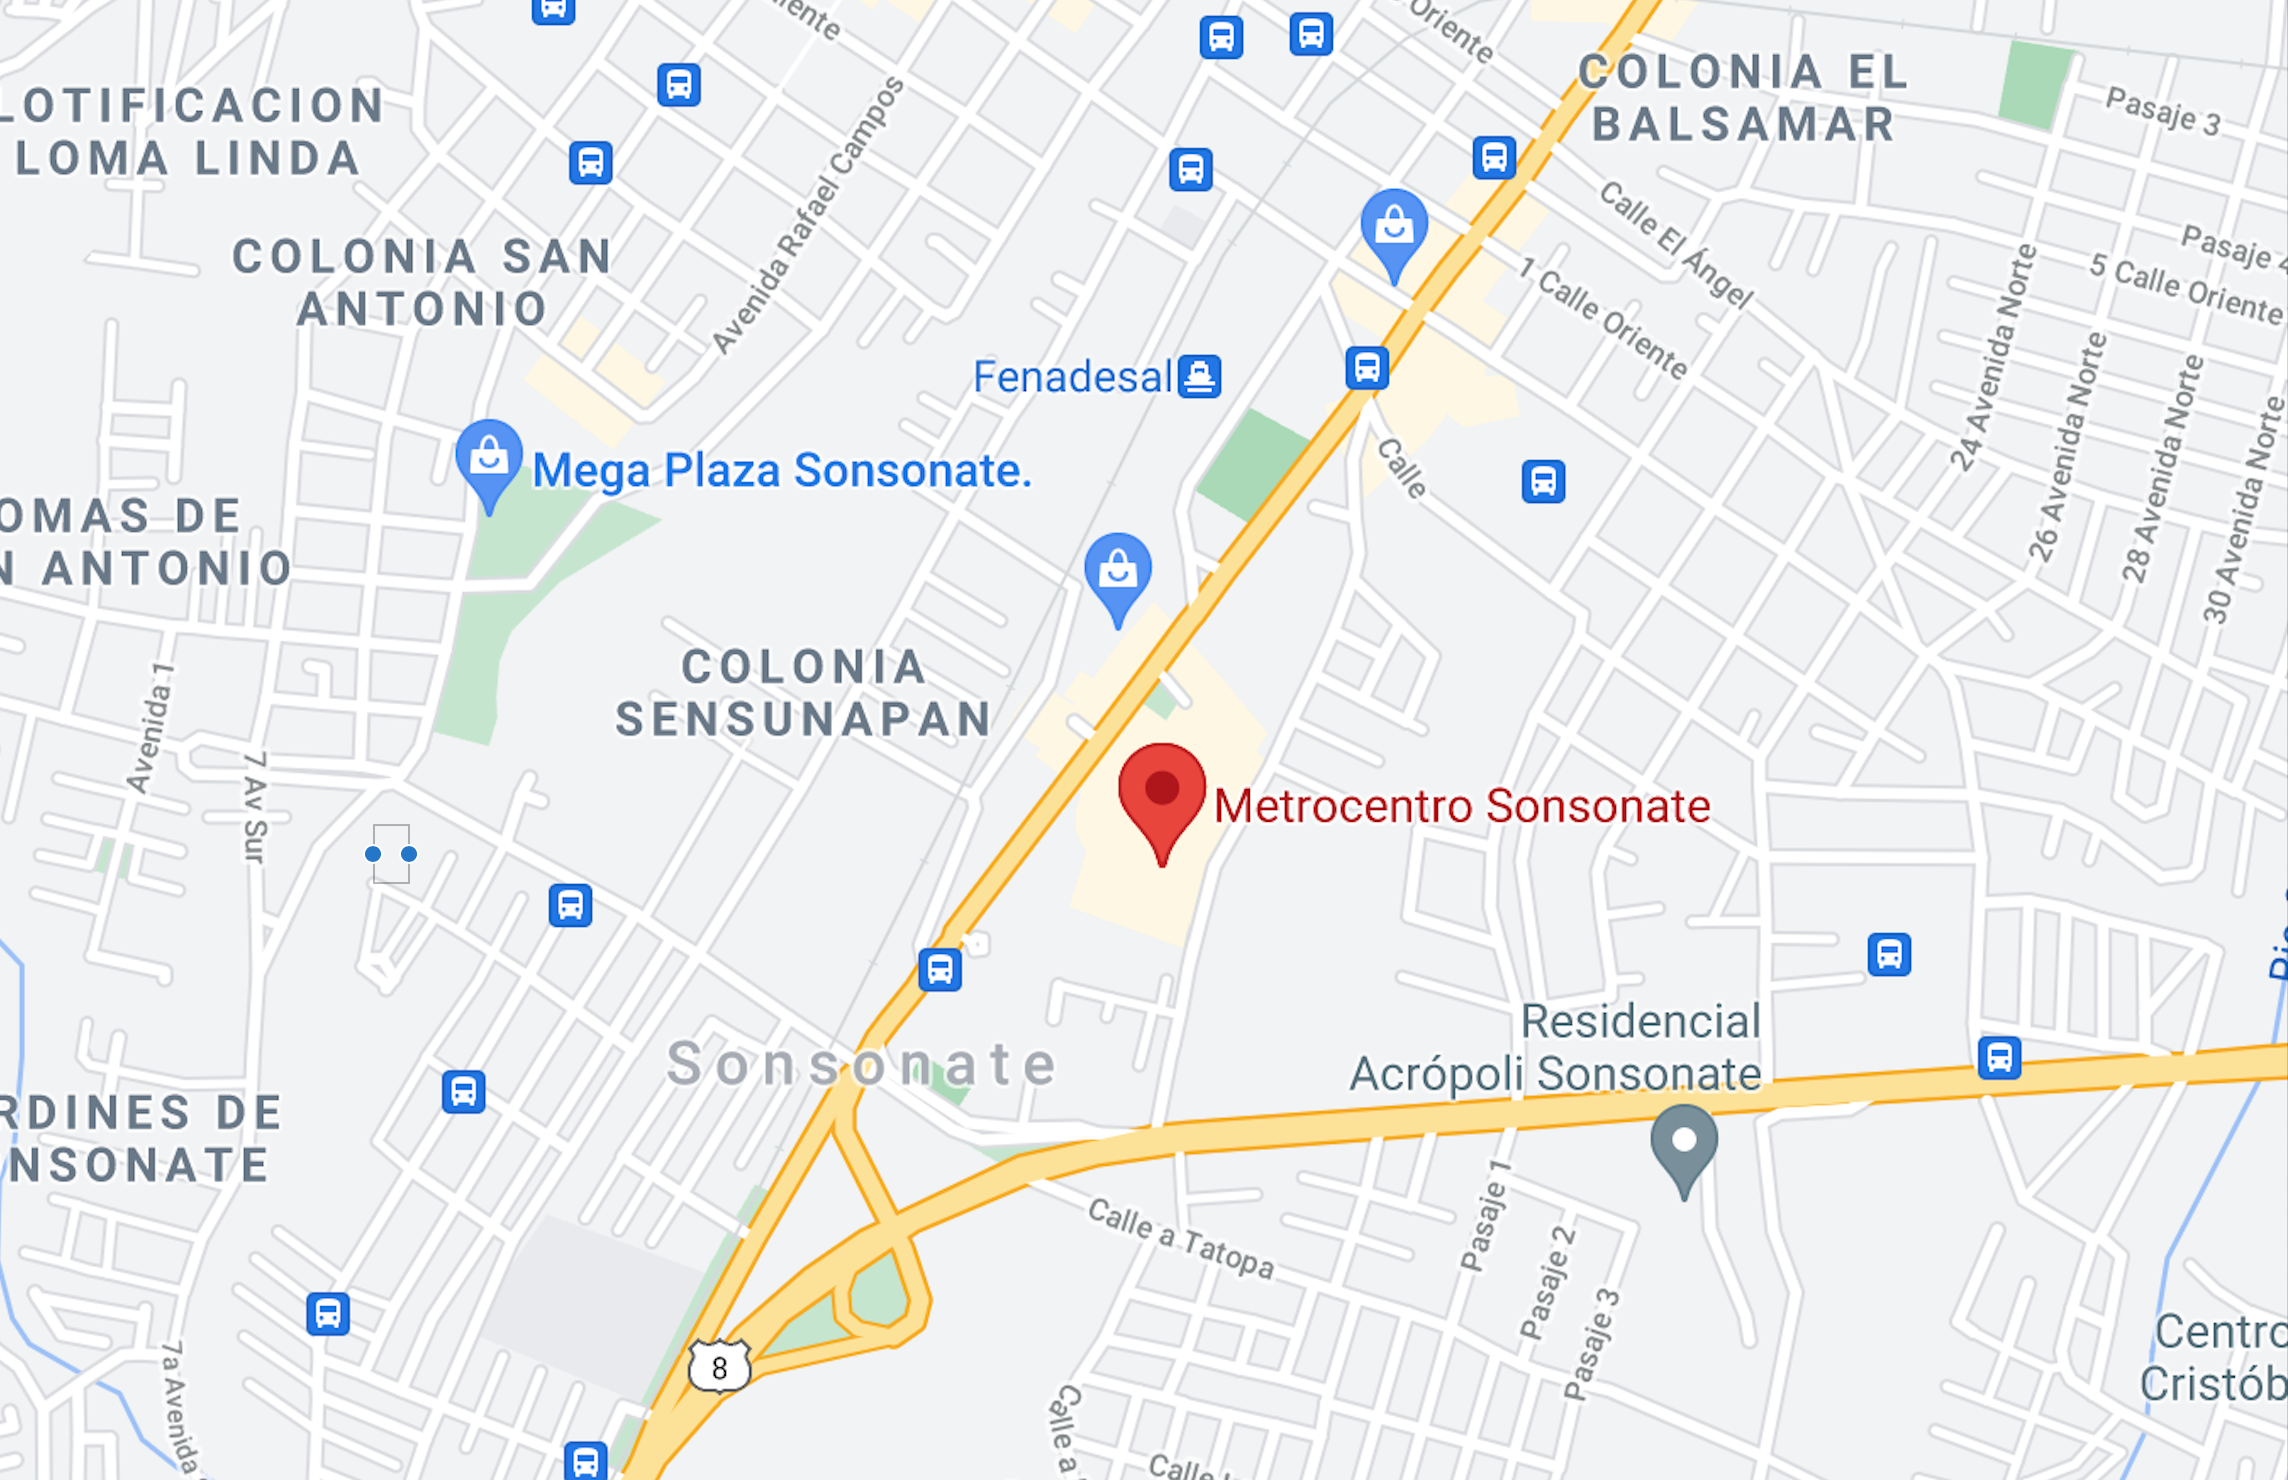 Oriente
COLONIA EL
BALSAMAR
LOTIFICACION
LOMA LINDA
Pasaje 3
Avenida Rafael Campos
Calle El Ángel
COLONIA SAN
ANTONIO
Pasaje 4
5 Calle Oriente
1 Calle Oriente
24 Avenida Norte
26 Avenida Norte
28 Avenida Norte
30 Avenida Norte
Fenadesal
Calle
Mega Plaza Sonsonate.
OMAS DE
N ANTONIO
COLONIA
SENSUNAPAN
Avenida 1
7 Av Sur
Metrocentro Sonsonate
Residencial
Acrópoli Sonsonate
Sonsonate
RDINES DE
NSONATE
Calle a Tatopa
Pasaje 1
Pasaje 2
Pasaje 3
8
7a Avenida
Centro
Cristób
Calle a
Calle